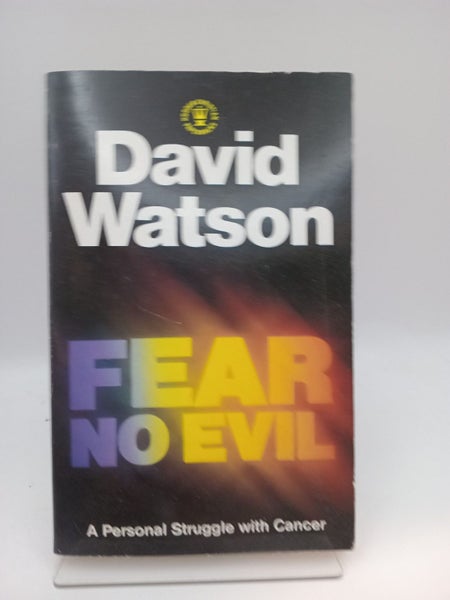 David
Watson
FEAR
NO EVIL
A Personal Struggle with Cancer